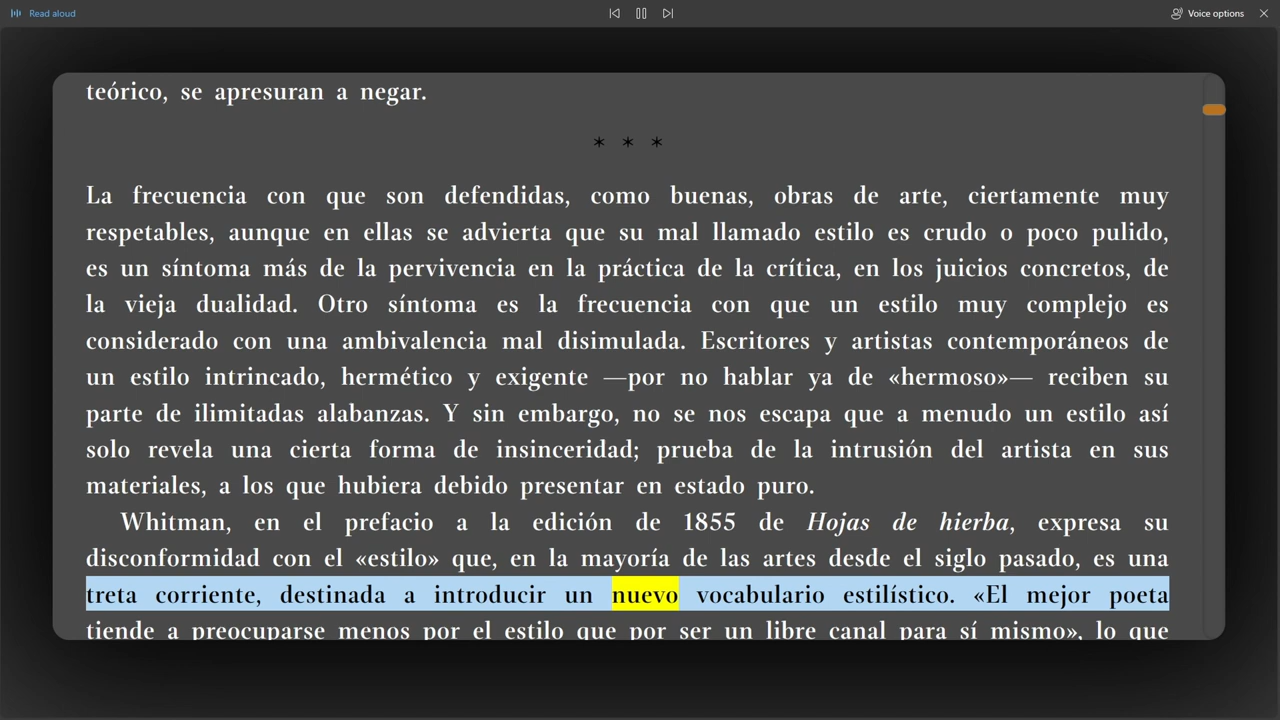 Read aloud
Voice options
teórico, se apresuran a negar.
* * *
La frecuencia con que son defendidas, como buenas, obras de arte, ciertamente muy
respetables, aunque en ellas se advierta que su mal llamado estilo es crudo o poco pulido,
es un síntoma más de la pervivencia en la práctica de la crítica, en los juicios concretos, de
la vieja dualidad. Otro síntoma es la frecuencia con que un estilo muy complejo es
considerado con una ambivalencia mal disimulada. Escritores y artistas contemporáneos de
un estilo intrincado, hermético y exigente —por no hablar ya de «hermoso»— reciben su
parte de ilimitadas alabanzas. Y sin embargo, no se nos escapa que a menudo un estilo así
solo revela una cierta forma de insinceridad; prueba de la intrusión del artista en sus
materiales, a los que hubiera debido presentar en estado puro.
Whitman, en el prefacio a la edición de 1855 de Hojas de hierba, expresa su
disconformidad con el «estilo» que, en la mayoría de las artes desde el siglo pasado, es una
treta corriente, destinada a introducir un nuevo vocabulario estilístico. «El mejor poeta
tiende a preocuparse menos por el estilo que por ser un libre canal para sí mismo», lo que